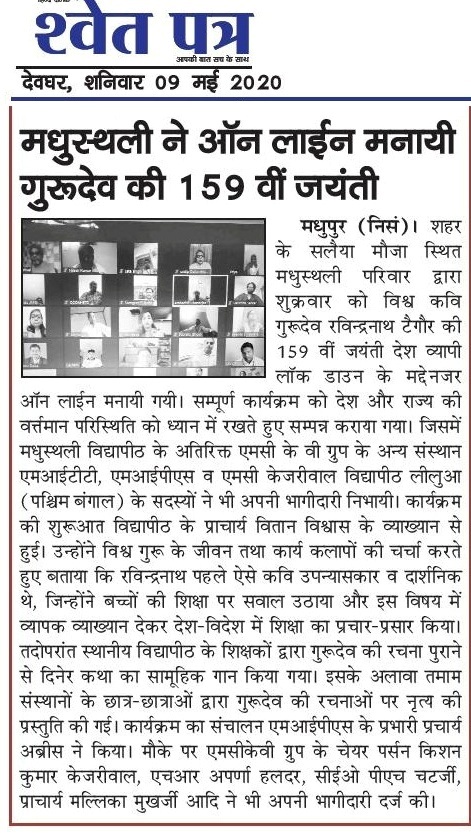 श्वेत पत्र
आपकी बात सच के साथ
देवघर, शनिवार 09 मई 2020
मधुस्थली ने ऑन लाईन मनायी
गुरूदेव की 159 वीं जयंती
मधुपुर (निसं)। शहर
के सलैया मौजा स्थित
मधुस्थली परिवार द्वारा
शुक्रवार को विश्व कवि
गुरूदेव रविन्द्रनाथ टैगौर की
159 वीं जयंती देश व्यापी
लॉक डाउन के मद्देनजर
ऑन लाईन मनायी गयी। सम्पूर्ण कार्यक्रम को देश और राज्य की
वर्त्तमान परिस्थिति को ध्यान में रखते हुए सम्पन्न कराया गया। जिसमें
मधुस्थली विद्यापीठ के अतिरिक्त एमसी के वी ग्रुप के अन्य संस्थान
एमआईटीटी, एमआईपीएस व एमसी केजरीवाल विद्यापीठ लीलुआ
(पश्चिम बंगाल) के सदस्यों ने भी अपनी भागीदारी निभायी। कार्यक्रम
की शुरूआत विद्यापीठ के प्राचार्य वितान विश्वास के व्याख्यान से
हुई। उन्होंने विश्व गुरू के जीवन तथा कार्य कलापों की चर्चा करते
हुए बताया कि रविन्द्रनाथ पहले ऐसे कवि उपन्यासकार व दार्शनिक
थे, जिन्होंने बच्चों की शिक्षा पर सवाल उठाया और इस विषय में
व्यापक व्याख्यान देकर देश-विदेश में शिक्षा का प्रचार-प्रसार किया।
तदोपरांत स्थानीय विद्यापीठ के शिक्षकों द्वारा गुरूदेव की रचना पुराने
से दिनेर कथा का सामूहिक गान किया गया। इसके अलावा तमाम
संस्थानों के छात्र-छात्राओं द्वारा गुरूदेव की रचनाओं पर नृत्य की
प्रस्तुति की गई। कार्यक्रम का संचालन एमआईपीएस के प्रभारी प्रचार्य
अब्रीस ने किया। मौके पर एमसीकेवी ग्रुप के चेयर पर्सन किशन
कुमार केजरीवाल, एचआर अपर्णा हलदर, सीईओ पीएच चटर्जी,
प्राचार्य मल्लिका मुखर्जी आदि ने भी अपनी भागीदारी दर्ज की।